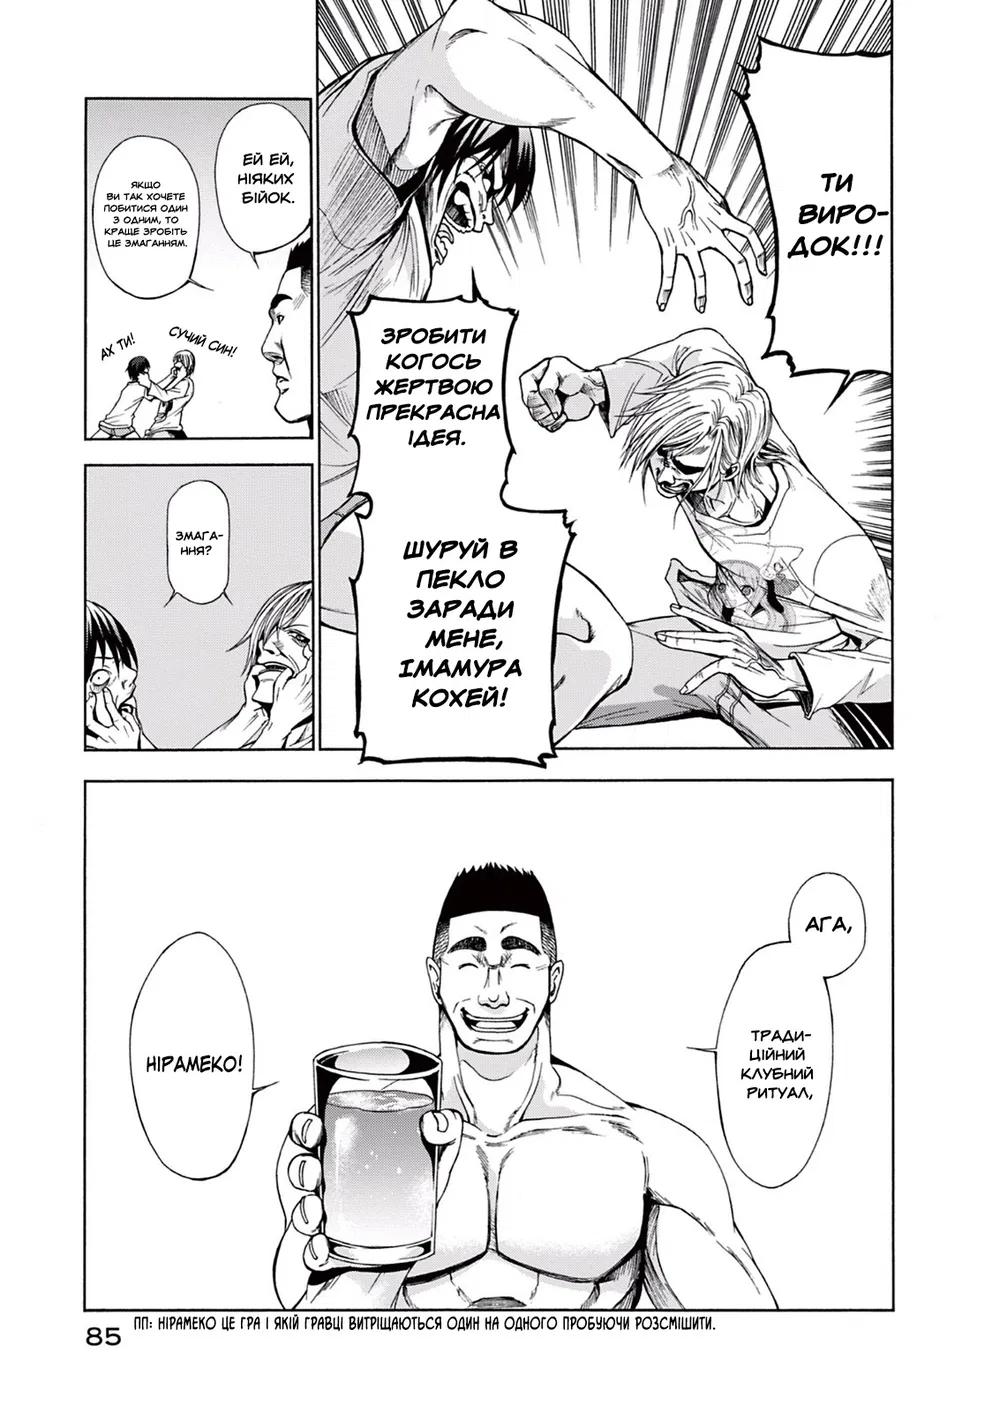 ТИ
ВИРО-
ДОК!!!
ЗРОБИТИ
КОГОСЬ
ЖЕРТВОЮ
ПРЕКРАСНА
ІДЕЯ.
ШУРУЙ В
ПЕКЛО
ЗАРАДИ
МЕНЕ,
ІМАМУРА
КОХЕЙ!
ЕЙ ЕЙ,
НІЯКИХ
БІЙОК.
ЯКЩО
ВИ ТАК ХОЧЕТЕ
ПОБИТИСЯ ОДИН
З ОДНИМ, ТО
КРАЩЕ ЗРОБІТЬ
ЦЕ ЗМАГАННЯМ.
СУЧИЙ СИН!
АХ ТИ!
ЗМАГА-
ННЯ?
АГА,
ТРАДИ-
ЦІЙНИЙ
КЛУБНИЙ
РИТУАЛ,
НІРАМЕКО!
ПП: НІРАМЕКО ЦЕ ГРА І ЯКІЙ ГРАВЦІ ВИТРІЩАЮТЬСЯ ОДИН НА ОДНОГО ПРОБУЮЧИ РОЗСМІШИТИ.
85